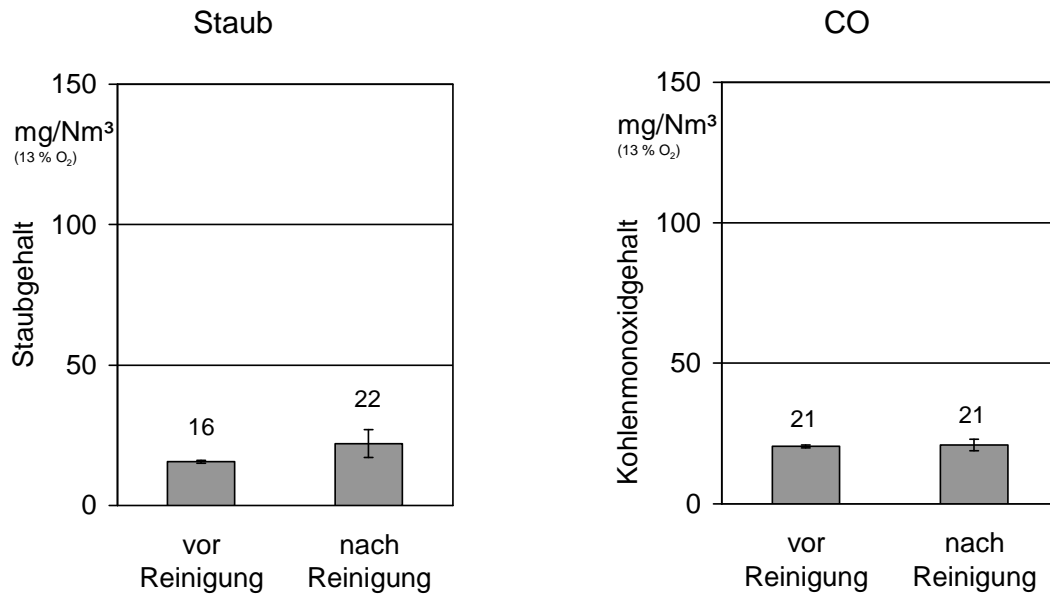 Staub
150
mg/Nm³
(13 % O₂)
100
Staubgehalt
50
22
16
0
vor
Reinigung
nach
Reinigung
CO
150
mg/Nm³
(13 % O₂)
100
Kohlenmonoxidgehalt
50
21
21
0
vor
Reinigung
nach
Reinigung